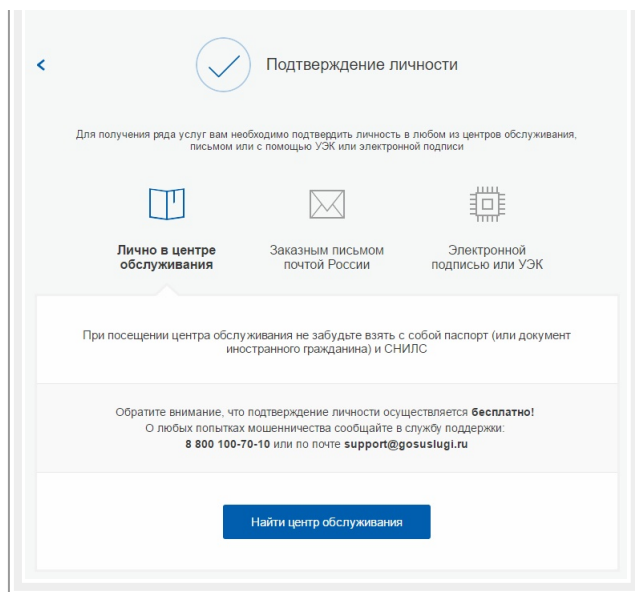 Подтверждение личности
Для получения ряда услуг вам необходимо подтвердить личность в любом из центров обслуживания,
письмом или с помощью УЭК или электронной подписи
Лично в центре
обслуживания
Заказным письмом
почтой России
Электронной
подписью или УЭК
При посещении центра обслуживания не забудьте взять с собой паспорт (или документ
иностранного гражданина) и СНИЛС
Обратите внимание, что подтверждение личности осуществляется бесплатно!
О любых попытках мошенничества сообщайте в службу поддержки:
8 800 100-70-10 или по почте support@gosuslugi.ru
Найти центр обслуживания